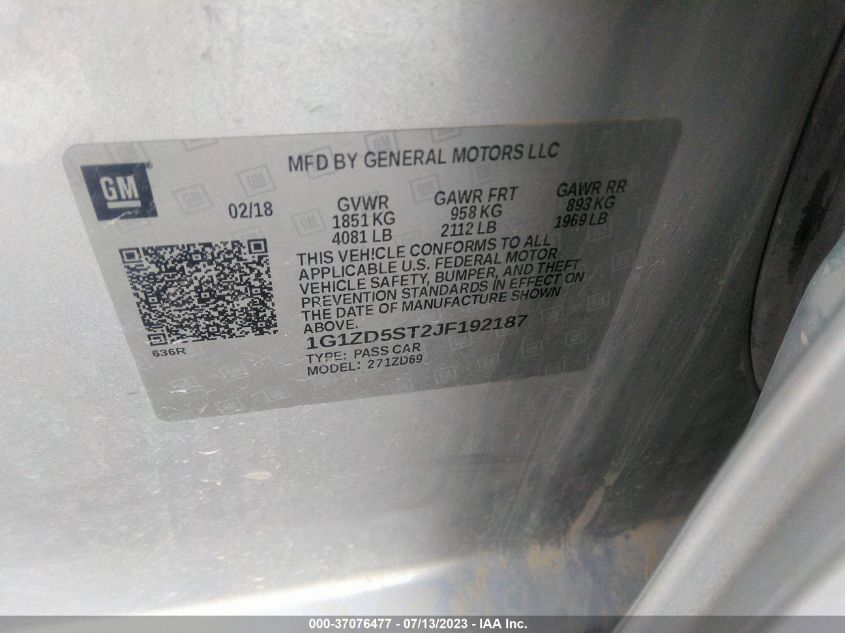 MFD BY GENERAL MOTORS LLC
GM
02/18
GVWR GAWR FRT GAWR RR
1851 KG 958 KG 893 KG
4081 LB 2112 LB 1969 LB
THIS VEHICLE CONFORMS TO ALL
APPLICABLE U.S. FEDERAL MOTOR
VEHICLE SAFETY, BUMPER, AND THEFT
PREVENTION STANDARDS IN EFFECT ON
THE DATE OF MANUFACTURE SHOWN
ABOVE.
636R
1G1ZD5ST2JF192187
TYPE: PASS CAR
MODEL: 271ZD69
000-37076477 - 07/13/2023 - IAA Inc.